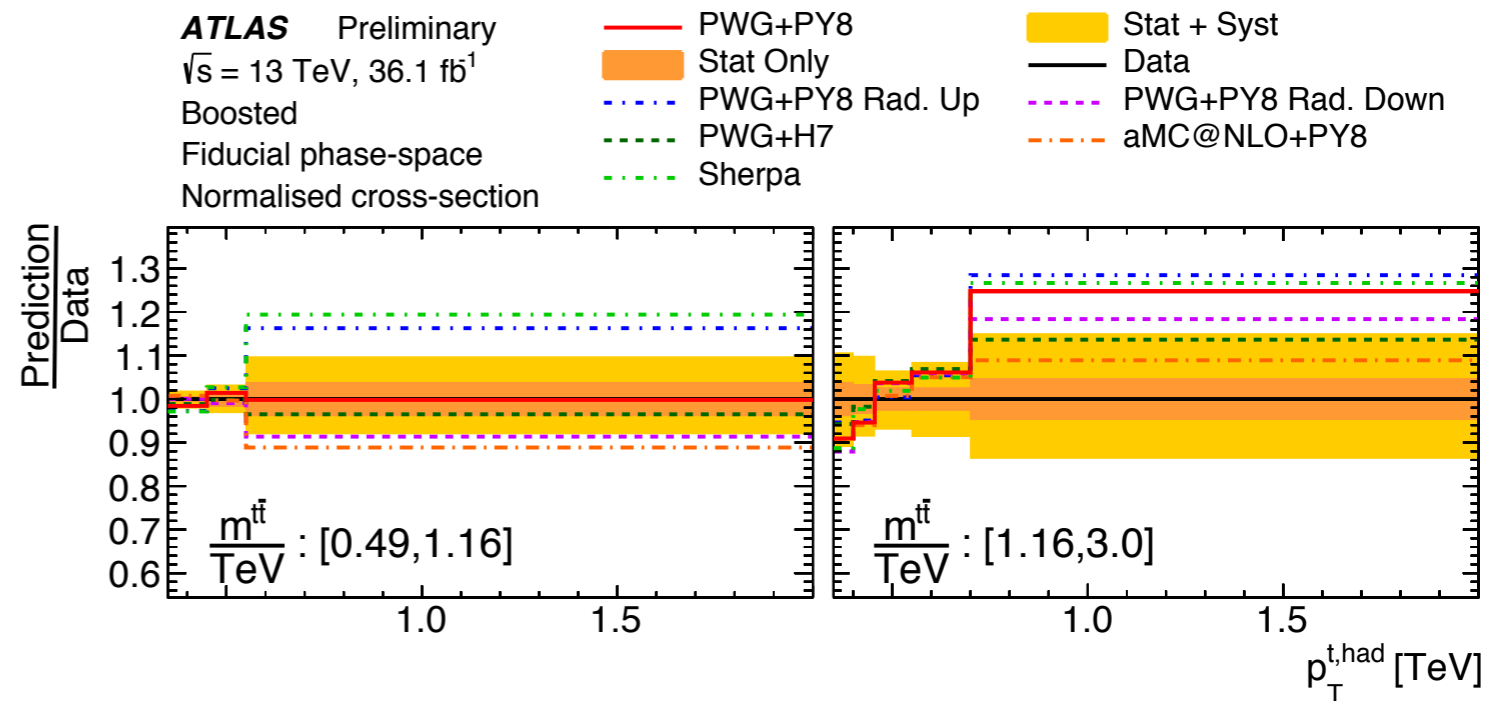 ATLAS Preliminary
√s = 13 TeV, 36.1 fb⁻¹
Boosted
Fiducial phase-space
Normalised cross-section
PWG+PY8
Stat Only
PWG+PY8 Rad. Up
PWG+H7
Sherpa
Stat + Syst
Data
PWG+PY8 Rad. Down
aMC@NLO+PY8
Prediction
Data
1.3
1.2
1.1
1.0
0.9
0.8
0.7
0.6
m^{tt̄}
TeV : [0.49,1.16]
m^{tt̄}
TeV : [1.16,3.0]
1.0 1.5
1.0 1.5
p_T^{t,had} [TeV]